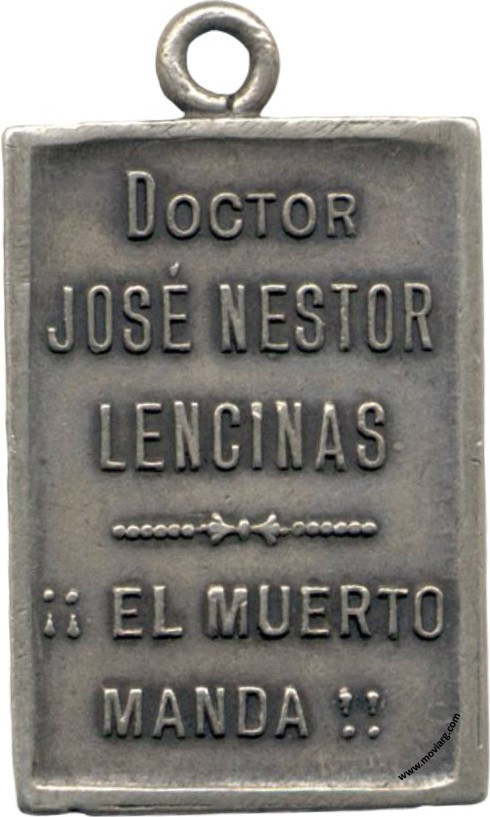 DOCTOR
JOSÉ NESTOR
LENCINAS
¡¡ EL MUERTO
MANDA !!
www.moviarg.com